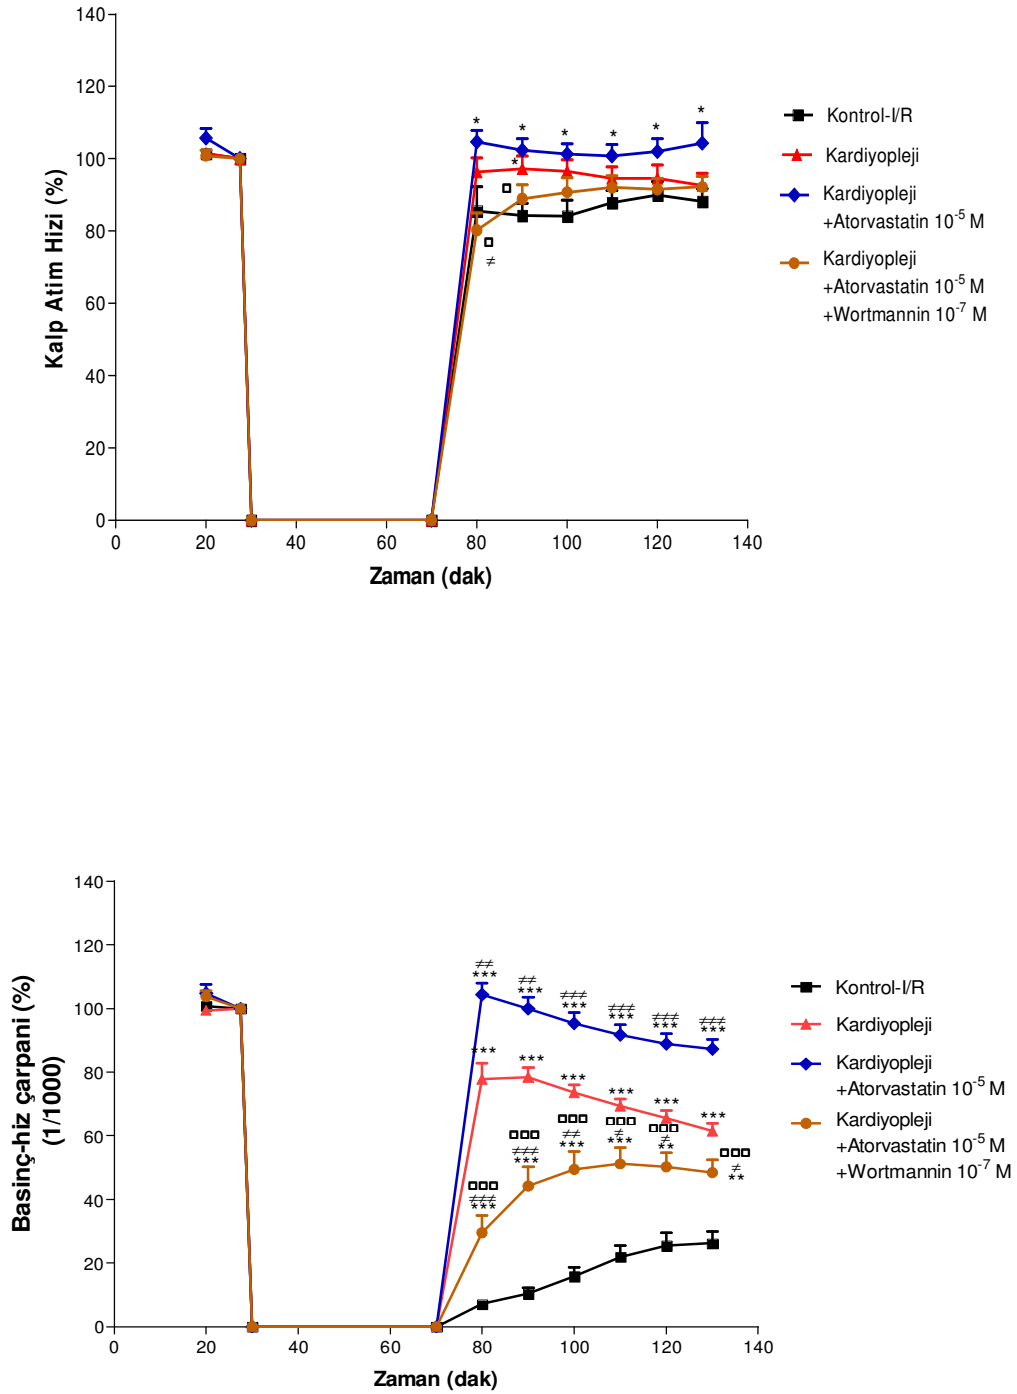 140
120
100
80
60
40
20
0
Kalp Atim Hizi (%)
* * * * * *
*
≠
0 20 40 60 80 100 120 140
Zaman (dak)
Kontrol-I/R
Kardiyopleji
Kardiyopleji
+Atorvastatin 10⁻⁵ M
Kardiyopleji
+Atorvastatin 10⁻⁵ M
+Wortmannin 10⁻⁷ M
140
120
100
80
60
40
20
0
Basinç-hiz çarpani (%)
(1/1000)
≠≠ ≠≠ ≠≠≠ ≠≠≠ ≠≠≠ ≠≠≠
*** *** *** *** *** ***
*** *** *** *** *** ***
≠≠≠ ≠≠≠ ≠≠ ≠ ≠ ≠
*** *** *** *** ** **
0 20 40 60 80 100 120 140
Zaman (dak)
Kontrol-I/R
Kardiyopleji
Kardiyopleji
+Atorvastatin 10⁻⁵ M
Kardiyopleji
+Atorvastatin 10⁻⁵ M
+Wortmannin 10⁻⁷ M